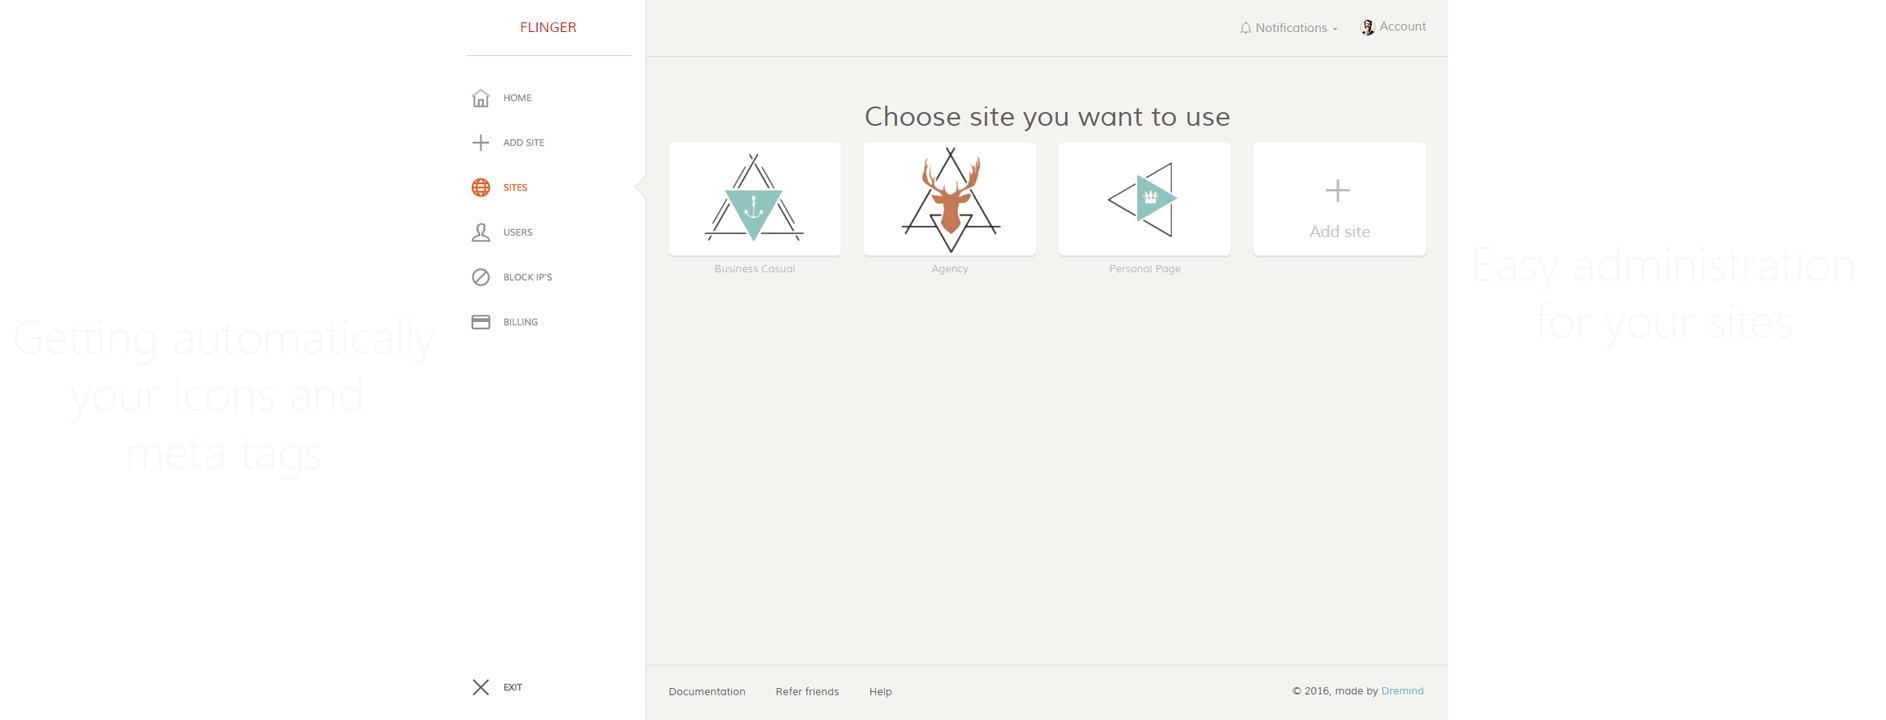 FLINGER
HOME
ADD SITE
SITES
USERS
BLOCK IP'S
BILLING
EXIT
Getting automatically
your icons and
meta tags
Notifications
Account
Choose site you want to use
Business Casual
Agency
Personal Page
Add site
Documentation
Refer friends
Help
© 2016, made by Dremind
Easy administration
for your sites